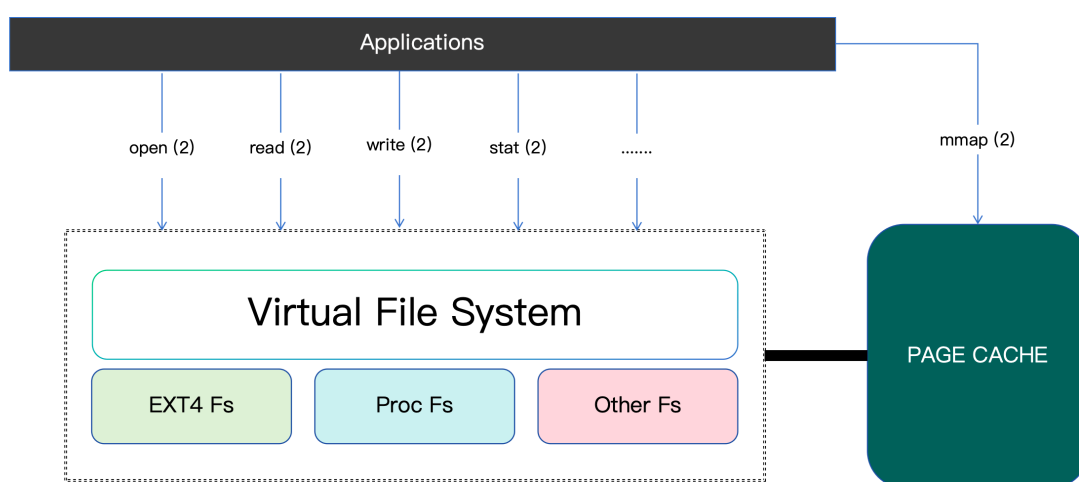 Applications
open (2)
read (2)
write (2)
stat (2)
.......
mmap (2)
Virtual File System
PAGE CACHE
EXT4 Fs
Proc Fs
Other Fs